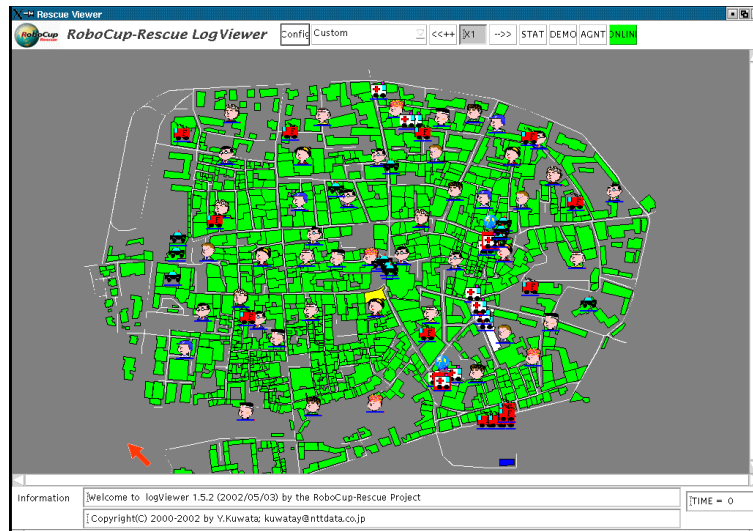 Rescue Viewer
RoboCup Rescue RoboCup-Rescue LogViewer Config Custom <<++ X1 -->> STAT DEMO AGNT ONLIN
Information Welcome to logViewer 1.5.2 (2002/05/03) by the RoboCup-Rescue Project TIME = 0
Copyright(C) 2000-2002 by Y.Kuwata; kuwatay@nttdata.co.jp